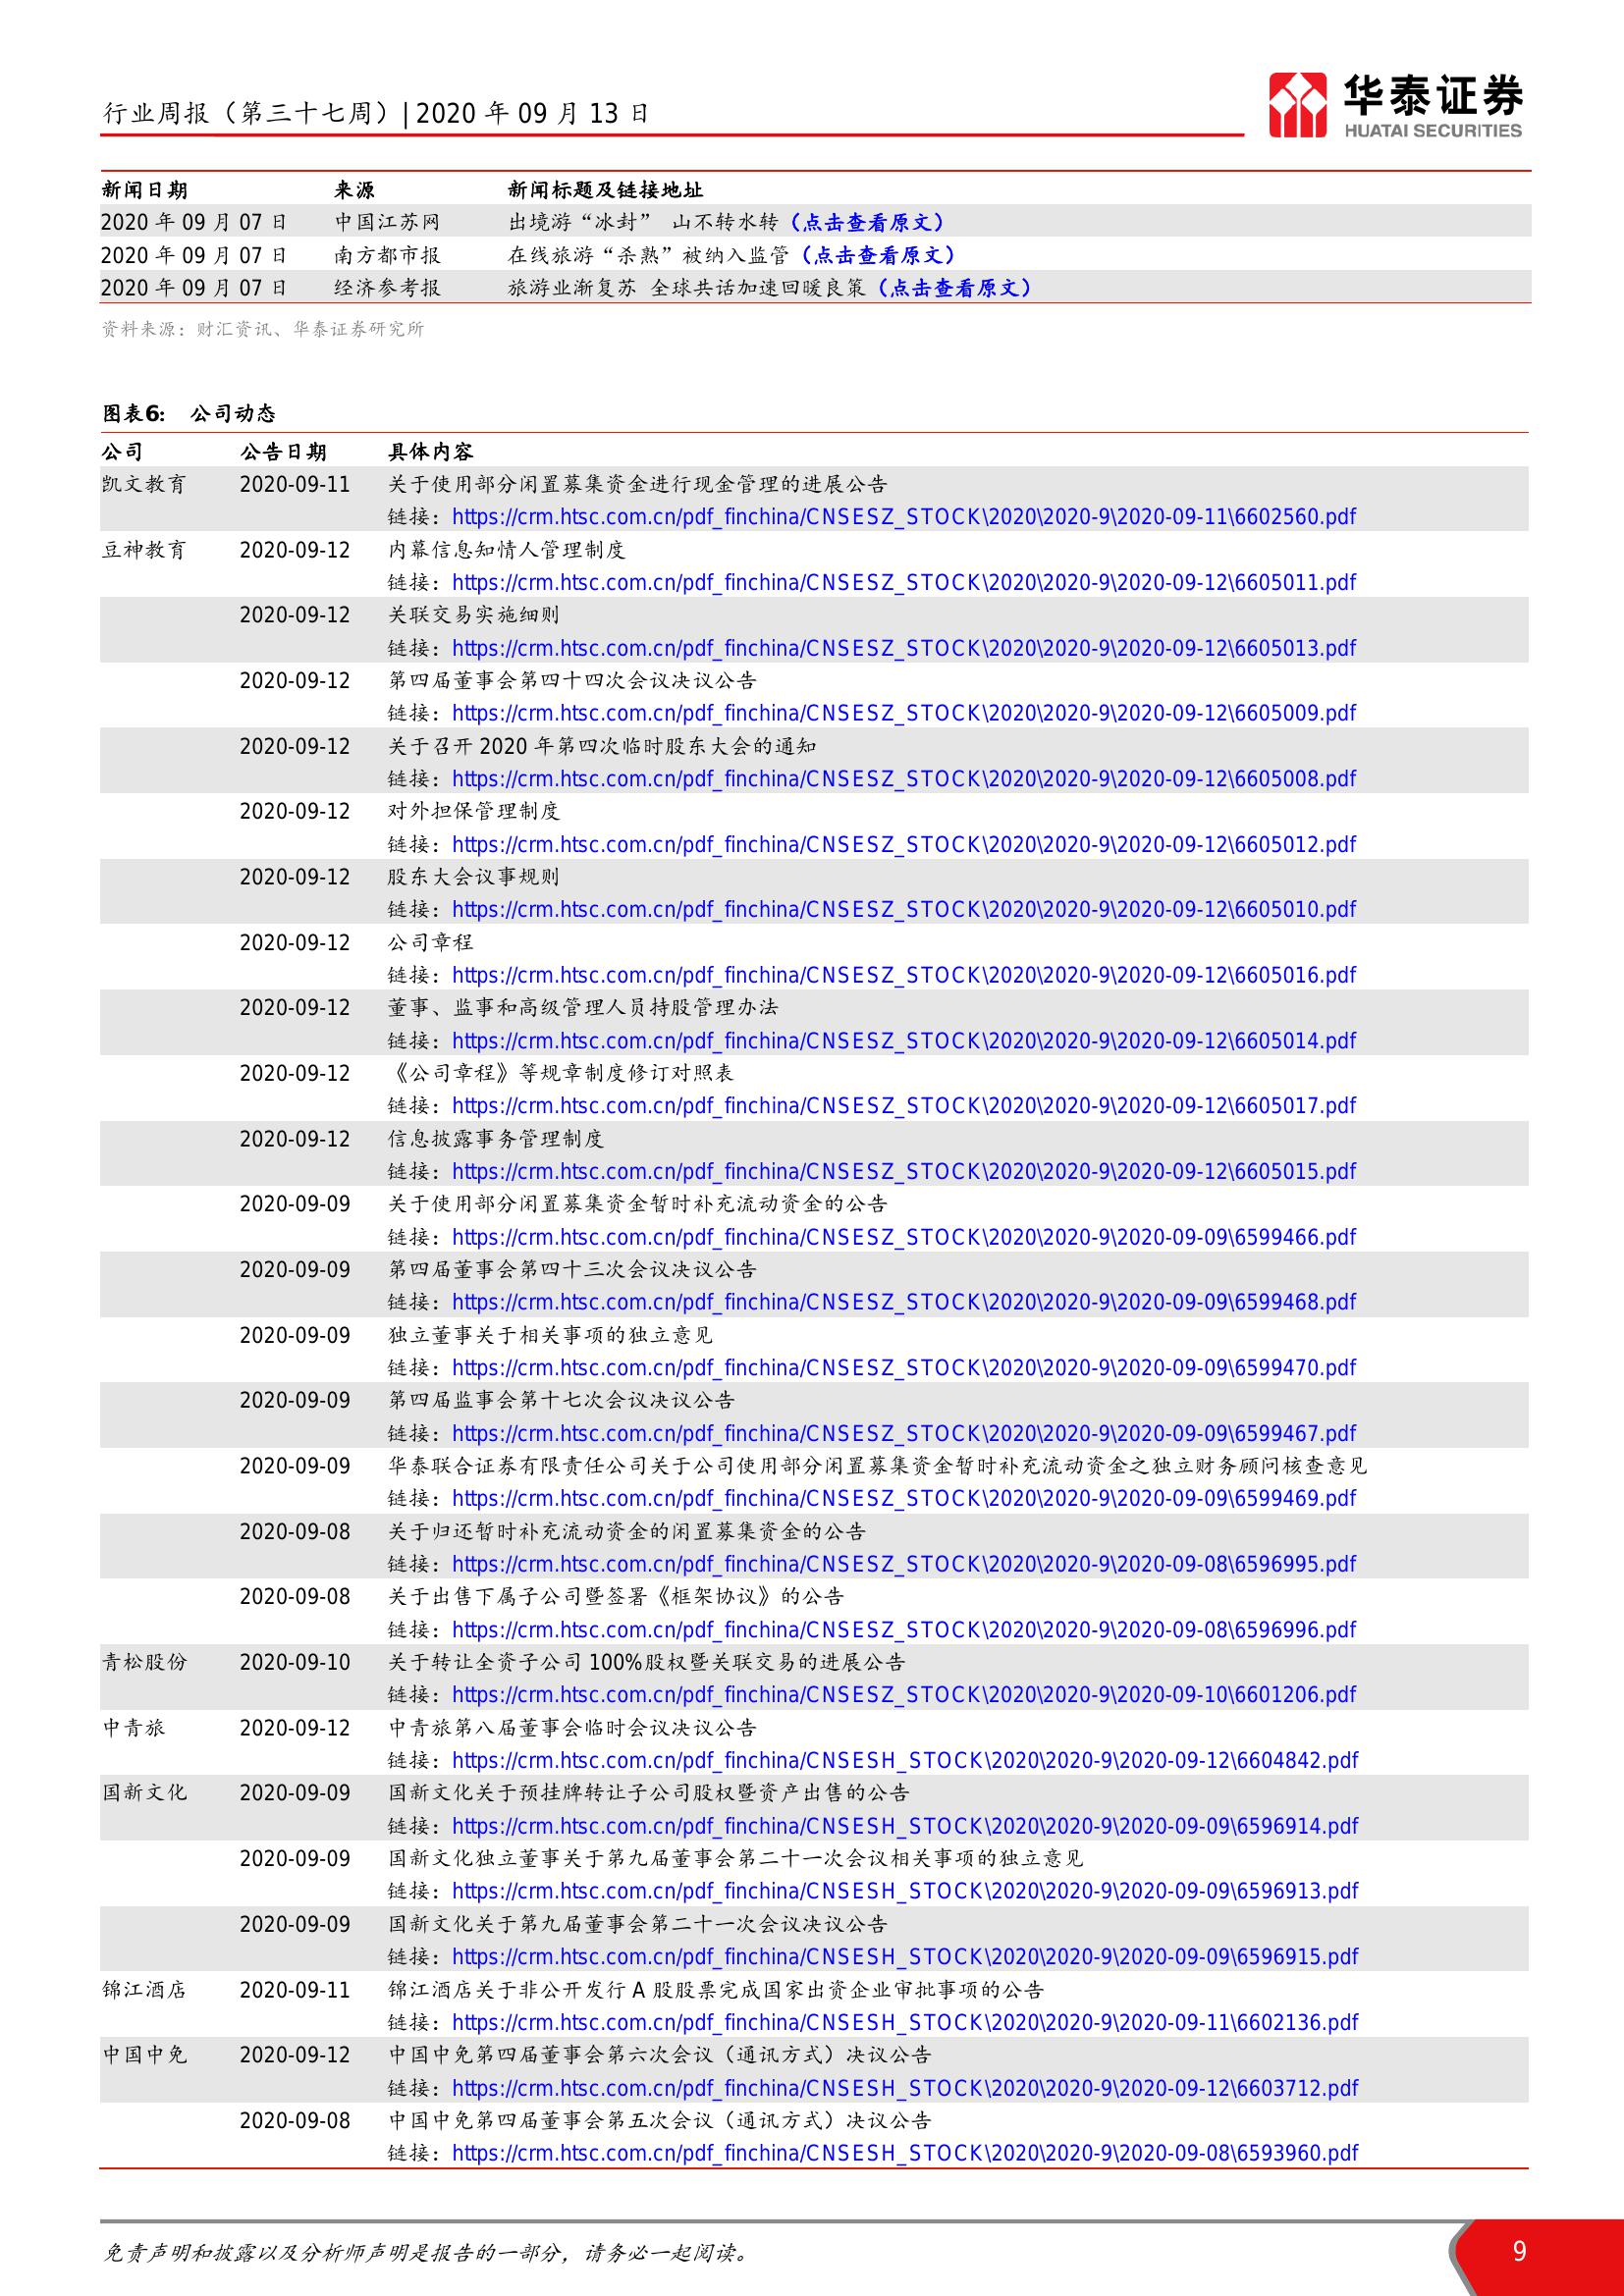 行业周报（第三十七周）| 2020 年 09 月 13 日
华泰证券
HUATAI SECURITIES
新闻日期 来源 新闻标题及链接地址
2020 年 09 月 07 日 中国江苏网 出境游“冰封” 山不转水转（点击查看原文）
2020 年 09 月 07 日 南方都市报 在线旅游“杀熟”被纳入监管（点击查看原文）
2020 年 09 月 07 日 经济参考报 旅游业渐复苏 全球共话加速回暖良策（点击查看原文）
资料来源：财汇资讯、华泰证券研究所
图表6: 公司动态
公司 公告日期 具体内容
凯文教育 2020-09-11 关于使用部分闲置募集资金进行现金管理的进展公告
链接：https://crm.htsc.com.cn/pdf_finchina/CNSESZ_STOCK\2020\2020-9\2020-09-11\6602560.pdf
豆神教育 2020-09-12 内幕信息知情人管理制度
链接：https://crm.htsc.com.cn/pdf_finchina/CNSESZ_STOCK\2020\2020-9\2020-09-12\6605011.pdf
2020-09-12 关联交易实施细则
链接：https://crm.htsc.com.cn/pdf_finchina/CNSESZ_STOCK\2020\2020-9\2020-09-12\6605013.pdf
2020-09-12 第四届董事会第四十四次会议决议公告
链接：https://crm.htsc.com.cn/pdf_finchina/CNSESZ_STOCK\2020\2020-9\2020-09-12\6605009.pdf
2020-09-12 关于召开 2020 年第四次临时股东大会的通知
链接：https://crm.htsc.com.cn/pdf_finchina/CNSESZ_STOCK\2020\2020-9\2020-09-12\6605008.pdf
2020-09-12 对外担保管理制度
链接：https://crm.htsc.com.cn/pdf_finchina/CNSESZ_STOCK\2020\2020-9\2020-09-12\6605012.pdf
2020-09-12 股东大会议事规则
链接：https://crm.htsc.com.cn/pdf_finchina/CNSESZ_STOCK\2020\2020-9\2020-09-12\6605010.pdf
2020-09-12 公司章程
链接：https://crm.htsc.com.cn/pdf_finchina/CNSESZ_STOCK\2020\2020-9\2020-09-12\6605016.pdf
2020-09-12 董事、监事和高级管理人员持股管理办法
链接：https://crm.htsc.com.cn/pdf_finchina/CNSESZ_STOCK\2020\2020-9\2020-09-12\6605014.pdf
2020-09-12 《公司章程》等规章制度修订对照表
链接：https://crm.htsc.com.cn/pdf_finchina/CNSESZ_STOCK\2020\2020-9\2020-09-12\6605017.pdf
2020-09-12 信息披露事务管理制度
链接：https://crm.htsc.com.cn/pdf_finchina/CNSESZ_STOCK\2020\2020-9\2020-09-12\6605015.pdf
2020-09-09 关于使用部分闲置募集资金暂时补充流动资金的公告
链接：https://crm.htsc.com.cn/pdf_finchina/CNSESZ_STOCK\2020\2020-9\2020-09-09\6599466.pdf
2020-09-09 第四届董事会第四十三次会议决议公告
链接：https://crm.htsc.com.cn/pdf_finchina/CNSESZ_STOCK\2020\2020-9\2020-09-09\6599468.pdf
2020-09-09 独立董事关于相关事项的独立意见
链接：https://crm.htsc.com.cn/pdf_finchina/CNSESZ_STOCK\2020\2020-9\2020-09-09\6599470.pdf
2020-09-09 第四届监事会第十七次会议决议公告
链接：https://crm.htsc.com.cn/pdf_finchina/CNSESZ_STOCK\2020\2020-9\2020-09-09\6599467.pdf
2020-09-09 华泰联合证券有限责任公司关于公司使用部分闲置募集资金暂时补充流动资金之独立财务顾问核查意见
链接：https://crm.htsc.com.cn/pdf_finchina/CNSESZ_STOCK\2020\2020-9\2020-09-09\6599469.pdf
2020-09-08 关于归还暂时补充流动资金的闲置募集资金的公告
链接：https://crm.htsc.com.cn/pdf_finchina/CNSESZ_STOCK\2020\2020-9\2020-09-08\6596995.pdf
2020-09-08 关于出售下属子公司暨签署《框架协议》的公告
链接：https://crm.htsc.com.cn/pdf_finchina/CNSESZ_STOCK\2020\2020-9\2020-09-08\6596996.pdf
青松股份 2020-09-10 关于转让全资子公司 100%股权暨关联交易的进展公告
链接：https://crm.htsc.com.cn/pdf_finchina/CNSESZ_STOCK\2020\2020-9\2020-09-10\6601206.pdf
中青旅 2020-09-12 中青旅第八届董事会临时会议决议公告
链接：https://crm.htsc.com.cn/pdf_finchina/CNSESH_STOCK\2020\2020-9\2020-09-12\6604842.pdf
国新文化 2020-09-09 国新文化关于预挂牌转让子公司股权暨资产出售的公告
链接：https://crm.htsc.com.cn/pdf_finchina/CNSESH_STOCK\2020\2020-9\2020-09-09\6596914.pdf
2020-09-09 国新文化独立董事关于第九届董事会第二十一次会议相关事项的独立意见
链接：https://crm.htsc.com.cn/pdf_finchina/CNSESH_STOCK\2020\2020-9\2020-09-09\6596913.pdf
2020-09-09 国新文化关于第九届董事会第二十一次会议决议公告
链接：https://crm.htsc.com.cn/pdf_finchina/CNSESH_STOCK\2020\2020-9\2020-09-09\6596915.pdf
锦江酒店 2020-09-11 锦江酒店关于非公开发行 A 股股票完成国家出资企业审批事项的公告
链接：https://crm.htsc.com.cn/pdf_finchina/CNSESH_STOCK\2020\2020-9\2020-09-11\6602136.pdf
中国中免 2020-09-12 中国中免第四届董事会第六次会议（通讯方式）决议公告
链接：https://crm.htsc.com.cn/pdf_finchina/CNSESH_STOCK\2020\2020-9\2020-09-12\6603712.pdf
2020-09-08 中国中免第四届董事会第五次会议（通讯方式）决议公告
链接：https://crm.htsc.com.cn/pdf_finchina/CNSESH_STOCK\2020\2020-9\2020-09-08\6593960.pdf
免责声明和披露以及分析师声明是报告的一部分，请务必一起阅读。 9